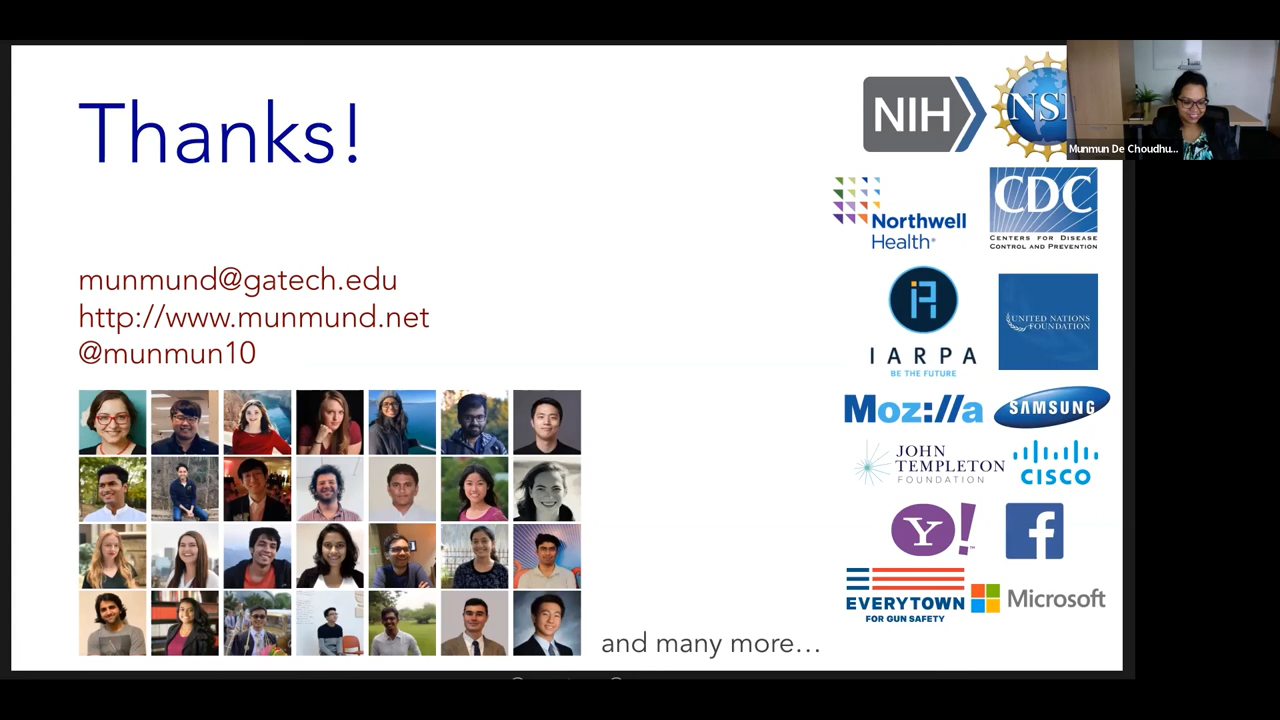 Thanks!
munmund@gatech.edu
http://www.munmund.net
@munmun10
and many more...
NIH
NSF
Munmun De Choudhu...
Northwell
Health
CDC
CENTERS FOR DISEASE
CONTROL AND PREVENTION
IARPA
BE THE FUTURE
UNITED NATIONS
FOUNDATION
Moz://a
SAMSUNG
JOHN
TEMPLETON
FOUNDATION
CISCO
Y!
f
EVERYTOWN
FOR GUN SAFETY
Microsoft